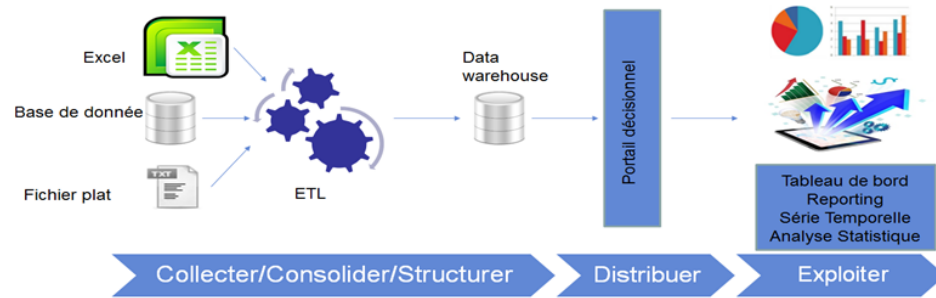 Excel
Base de donnée
TXT
Fichier plat
ETL
Data
warehouse
Portail décisionnel
Tableau de bord
Reporting
Série Temporelle
Analyse Statistique
Collecter/Consolider/Structurer
Distribuer
Exploiter